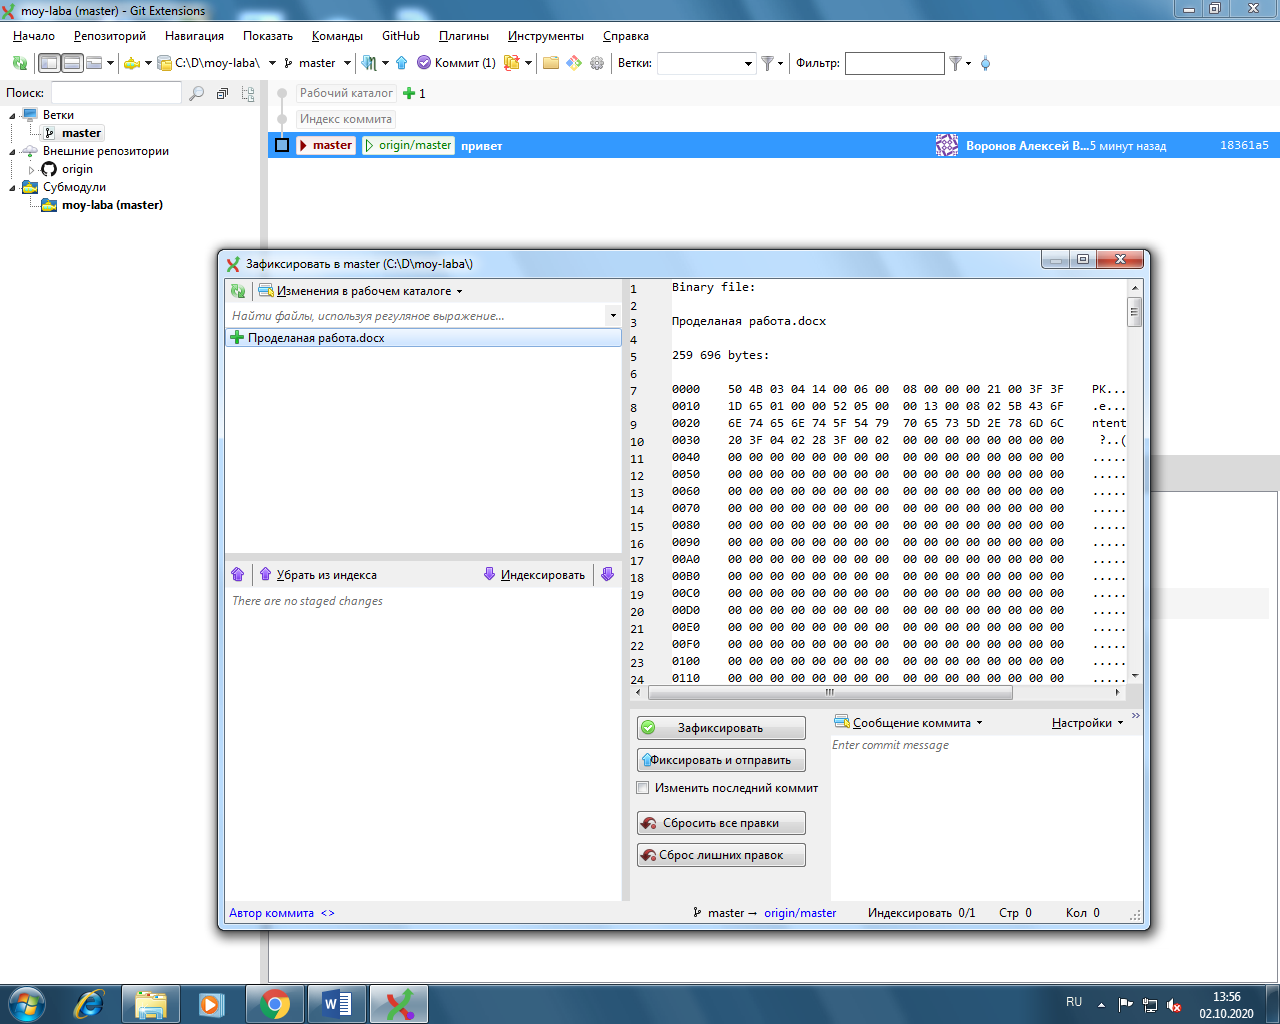 moy-laba (master) - Git Extensions
Начало Репозиторий Навигация Показать Команды GitHub Плагины Инструменты Справка
C:\D\moy-laba\ master Коммит (1) Ветки: Фильтр:
Поиск:
Ветки
master
Внешние репозитории
origin
Субмодули
moy-laba (master)
Рабочий каталог 1
Индекс коммита
master origin/master привет Воронов Алексей В... 5 минут назад 18361a5
Зафиксировать в master (C:\D\moy-laba\)
Изменения в рабочем каталоге
Найти файлы, используя регуляное выражение...
Проделаная работа.docx
Убрать из индекса Индексировать
There are no staged changes
1 Binary file:
2
3 Проделаная работа.docx
4
5 259 696 bytes:
6
7 0000 50 4B 03 04 14 00 06 00 08 00 00 00 21 00 3F 3F PK...
8 0010 1D 65 01 00 00 52 05 00 00 13 00 08 02 5B 43 6F .e...
9 0020 6E 74 65 6E 74 5F 54 79 70 65 73 5D 2E 78 6D 6C ntent
10 0030 20 3F 04 02 28 3F 00 02 00 00 00 00 00 00 00 00 ?..(
11 0040 00 00 00 00 00 00 00 00 00 00 00 00 00 00 00 00 .....
12 0050 00 00 00 00 00 00 00 00 00 00 00 00 00 00 00 00 .....
13 0060 00 00 00 00 00 00 00 00 00 00 00 00 00 00 00 00 .....
14 0070 00 00 00 00 00 00 00 00 00 00 00 00 00 00 00 00 .....
15 0080 00 00 00 00 00 00 00 00 00 00 00 00 00 00 00 00 .....
16 0090 00 00 00 00 00 00 00 00 00 00 00 00 00 00 00 00 .....
17 00A0 00 00 00 00 00 00 00 00 00 00 00 00 00 00 00 00 .....
18 00B0 00 00 00 00 00 00 00 00 00 00 00 00 00 00 00 00 .....
19 00C0 00 00 00 00 00 00 00 00 00 00 00 00 00 00 00 00 .....
20 00D0 00 00 00 00 00 00 00 00 00 00 00 00 00 00 00 00 .....
21 00E0 00 00 00 00 00 00 00 00 00 00 00 00 00 00 00 00 .....
22 00F0 00 00 00 00 00 00 00 00 00 00 00 00 00 00 00 00 .....
23 0100 00 00 00 00 00 00 00 00 00 00 00 00 00 00 00 00 .....
24 0110 00 00 00 00 00 00 00 00 00 00 00 00 00 00 00 00 .....
Зафиксировать
Фиксировать и отправить
Изменить последний коммит
Сбросить все правки
Сброс лишних правок
Сообщение коммита Настройки
Enter commit message
Автор коммита <> master → origin/master Индексировать 0/1 Стр 0 Кол 0
RU 13:56
02.10.2020